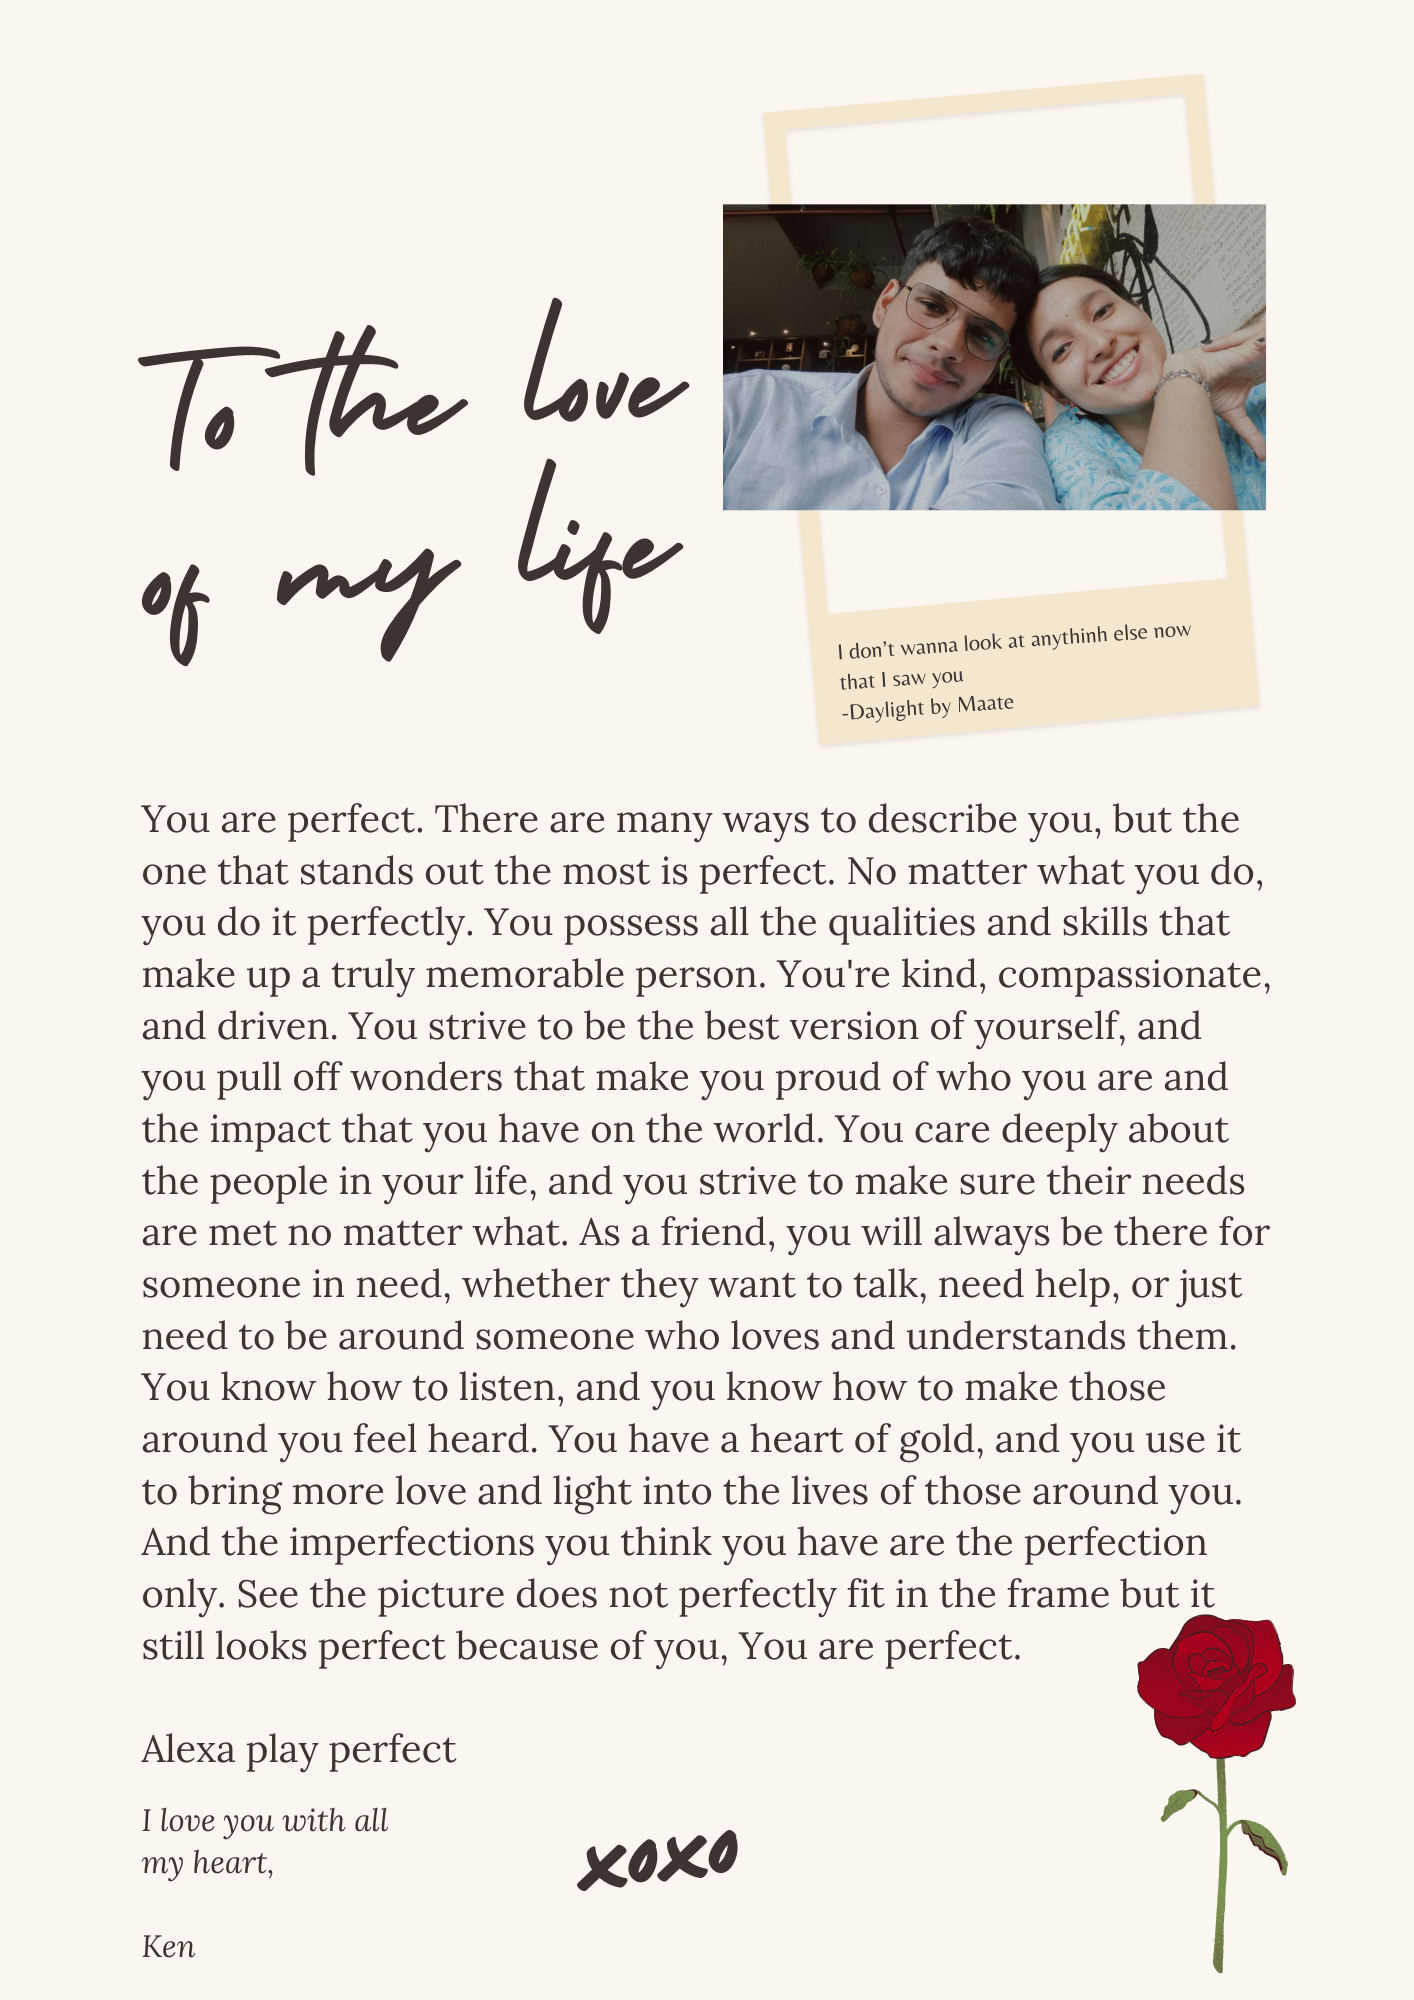 To the love
of my life
I don’t wanna look at anythinh else now
that I saw you
-Daylight by Maate
You are perfect. There are many ways to describe you, but the
one that stands out the most is perfect. No matter what you do,
you do it perfectly. You possess all the qualities and skills that
make up a truly memorable person. You're kind, compassionate,
and driven. You strive to be the best version of yourself, and
you pull off wonders that make you proud of who you are and
the impact that you have on the world. You care deeply about
the people in your life, and you strive to make sure their needs
are met no matter what. As a friend, you will always be there for
someone in need, whether they want to talk, need help, or just
need to be around someone who loves and understands them.
You know how to listen, and you know how to make those
around you feel heard. You have a heart of gold, and you use it
to bring more love and light into the lives of those around you.
And the imperfections you think you have are the perfection
only. See the picture does not perfectly fit in the frame but it
still looks perfect because of you, You are perfect.
Alexa play perfect
I love you with all
my heart,
xoxo
Ken